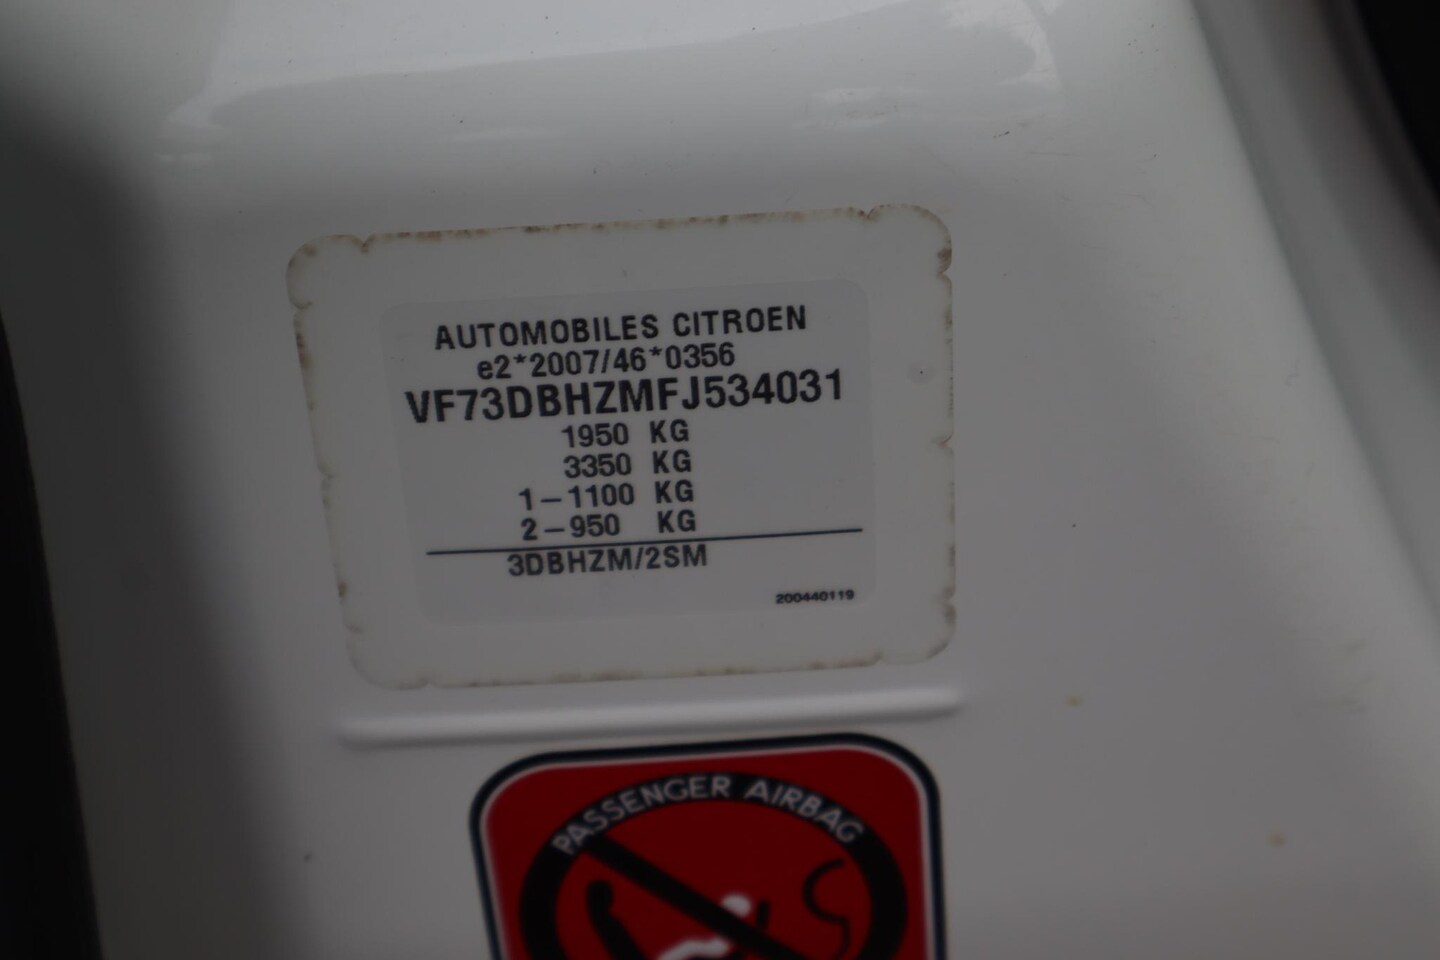 AUTOMOBILES CITROEN
e2*2007/46*0356
VF73DBHZMFJ534031
1950 KG
3350 KG
1-1100 KG
2-950 KG
3DBHZM/2SM
200440119
PASSENGER AIRBAG